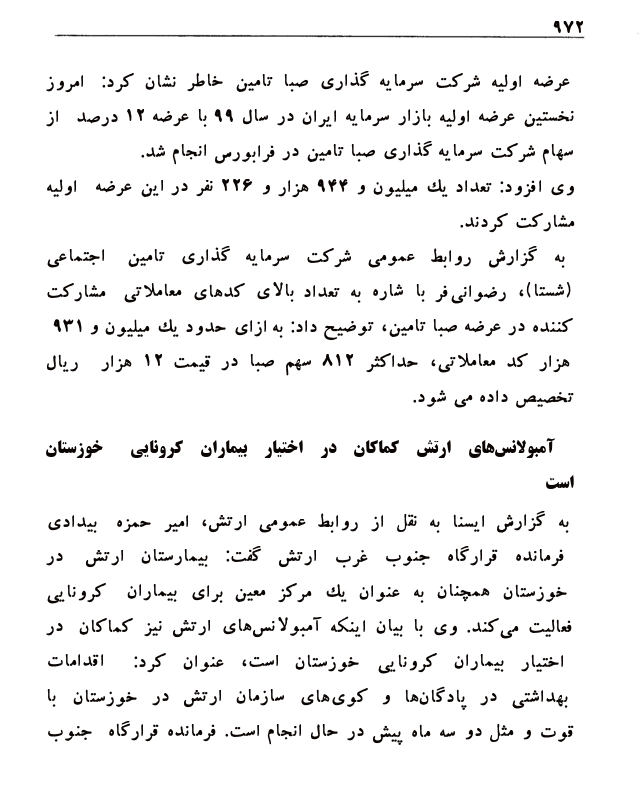 ۹۷۲
عرضه اولیه شرکت سرمایه گذاری صبا تامین خاطر نشان کرد: امروز
نخستین عرضه اولیه بازار سرمایه ایران در سال ۹۹ با عرضه ۱۲ درصد از
سهام شرکت سرمایه گذاری صبا تامین در فرابورس انجام شد.
وی افزود: تعداد یك میلیون و ۹۴۴ هزار و ۲۲۶ نفر در این عرضه اولیه
مشارکت کردند.
به گزارش روابط عمومی شرکت سرمایه گذاری تامین اجتماعی
(شستا)، رضوانی‌فر با شاره به تعداد بالای کدهای معاملاتی مشارکت
کننده در عرضه صبا تامین، توضیح داد: به ازای حدود یك میلیون و ۹۳۱
هزار کد معاملاتی، حداکثر ۸۱۲ سهم صبا در قیمت ۱۲ هزار ریال
تخصیص داده می شود.
آمبولانس‌های ارتش کماکان در اختیار بیماران کرونایی خوزستان
است
به گزارش ایسنا به نقل از روابط عمومی ارتش، امیر حمزه بیدادی
فرمانده قرارگاه جنوب غرب ارتش گفت: بیمارستان ارتش در
خوزستان همچنان به عنوان یك مرکز معین برای بیماران کرونایی
فعالیت می‌کند. وی با بیان اینکه آمبولانس‌های ارتش نیز کماکان در
اختیار بیماران کرونایی خوزستان است، عنوان کرد: اقدامات
بهداشتی در پادگان‌ها و کوی‌های سازمان ارتش در خوزستان با
قوت و مثل دو سه ماه پیش در حال انجام است. فرمانده قرارگاه جنوب